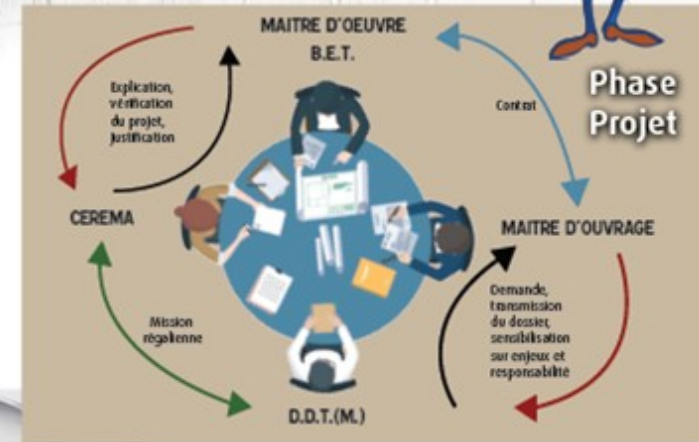 MAITRE D'OEUVRE
B.E.T.
Explication,
vérification
du projet,
justification
Contrat
Phase
Projet
CEREMA
MAITRE D'OUVRAGE
Mission
régalienne
Demande,
transmission
du dossier,
sensibilisation
sur enjeux et
responsabilité
D.D.T.(M.)